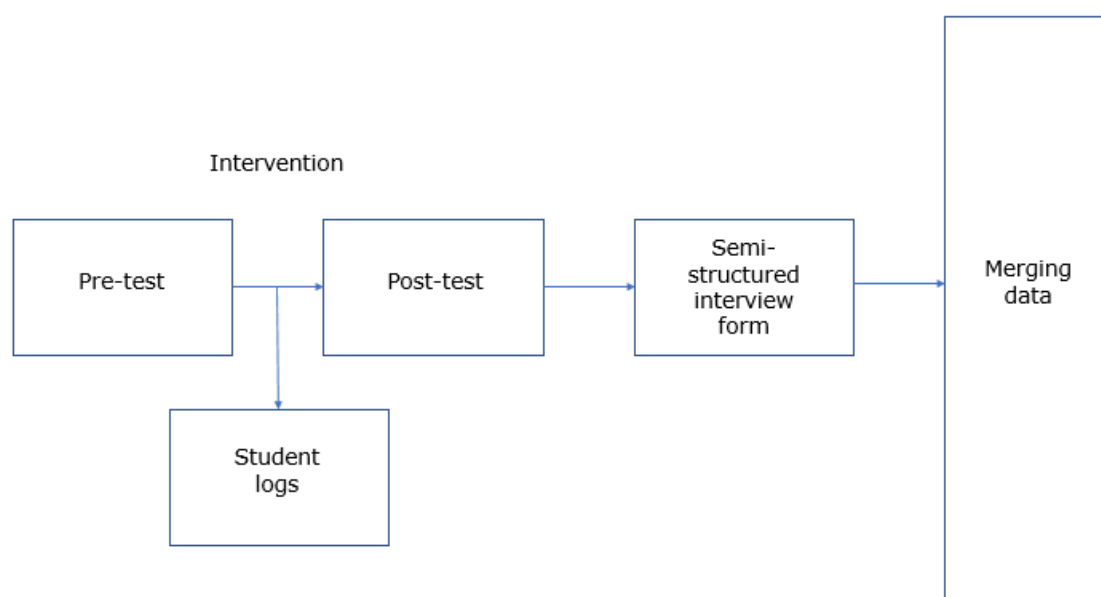 Intervention
Pre-test
Post-test
Semi-
structured
interview
form
Merging
data
Student
logs